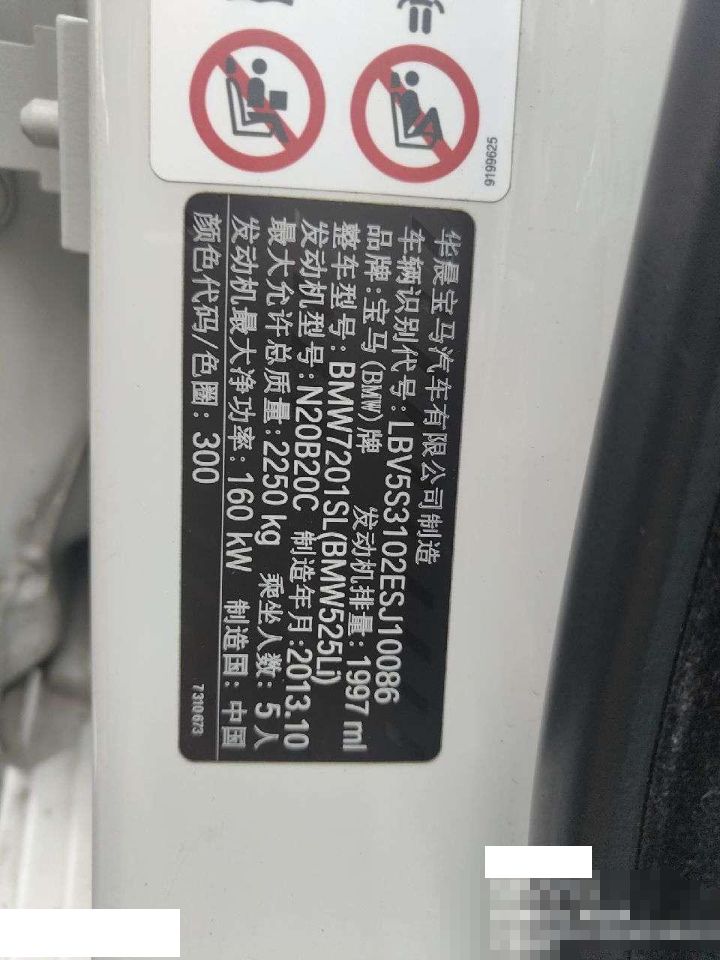 9199625
华晨宝马汽车有限公司制造
车辆识别代号: LBV5S3102ESJ10086
品牌: 宝马 (BMW) 牌 发动机排量: 1997 ml
整车型号: BMW7201SL(BMW525Li)
发动机型号: N20B20C 制造年月: 2013.10
最大允许总质量: 2250 kg 乘坐人数: 5 人
发动机最大净功率: 160 kW 制造国: 中国
颜色代码/色圈: 300
7310673